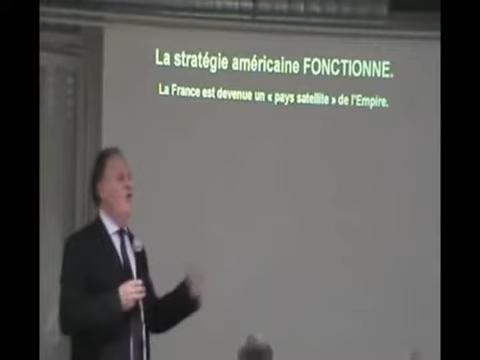 La stratégie américaine FONCTIONNE.
La France est devenue un « pays satellite » de l'Empire.